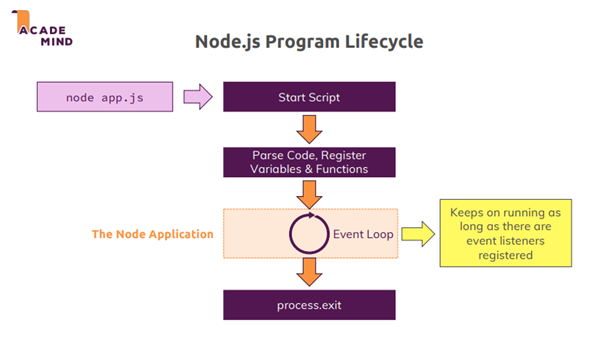 ACADE
MIND
Node.js Program Lifecycle
node app.js
Start Script
Parse Code, Register
Variables & Functions
The Node Application
Event Loop
Keeps on running as
long as there are
event listeners
registered
process.exit